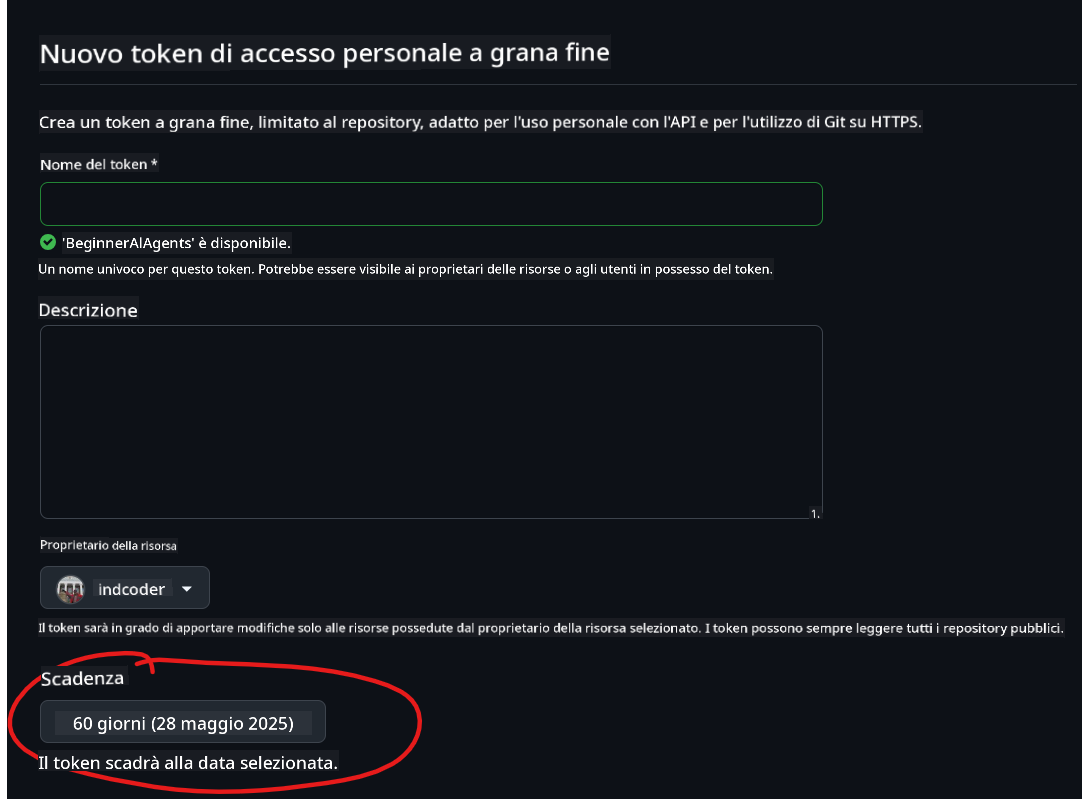 Nuovo token di accesso personale a grana fine
Crea un token a grana fine, limitato al repository, adatto per l'uso personale con l'API e per l'utilizzo di Git su HTTPS.
Nome del token *
'BeginnerAIAgents' è disponibile.
Un nome univoco per questo token. Potrebbe essere visibile ai proprietari delle risorse o agli utenti in possesso del token.
Descrizione
1.
Proprietario della risorsa
indcoder
Il token sarà in grado di apportare modifiche solo alle risorse possedute dal proprietario della risorsa selezionato. I token possono sempre leggere tutti i repository pubblici.
Scadenza
60 giorni (28 maggio 2025)
Il token scadrà alla data selezionata.